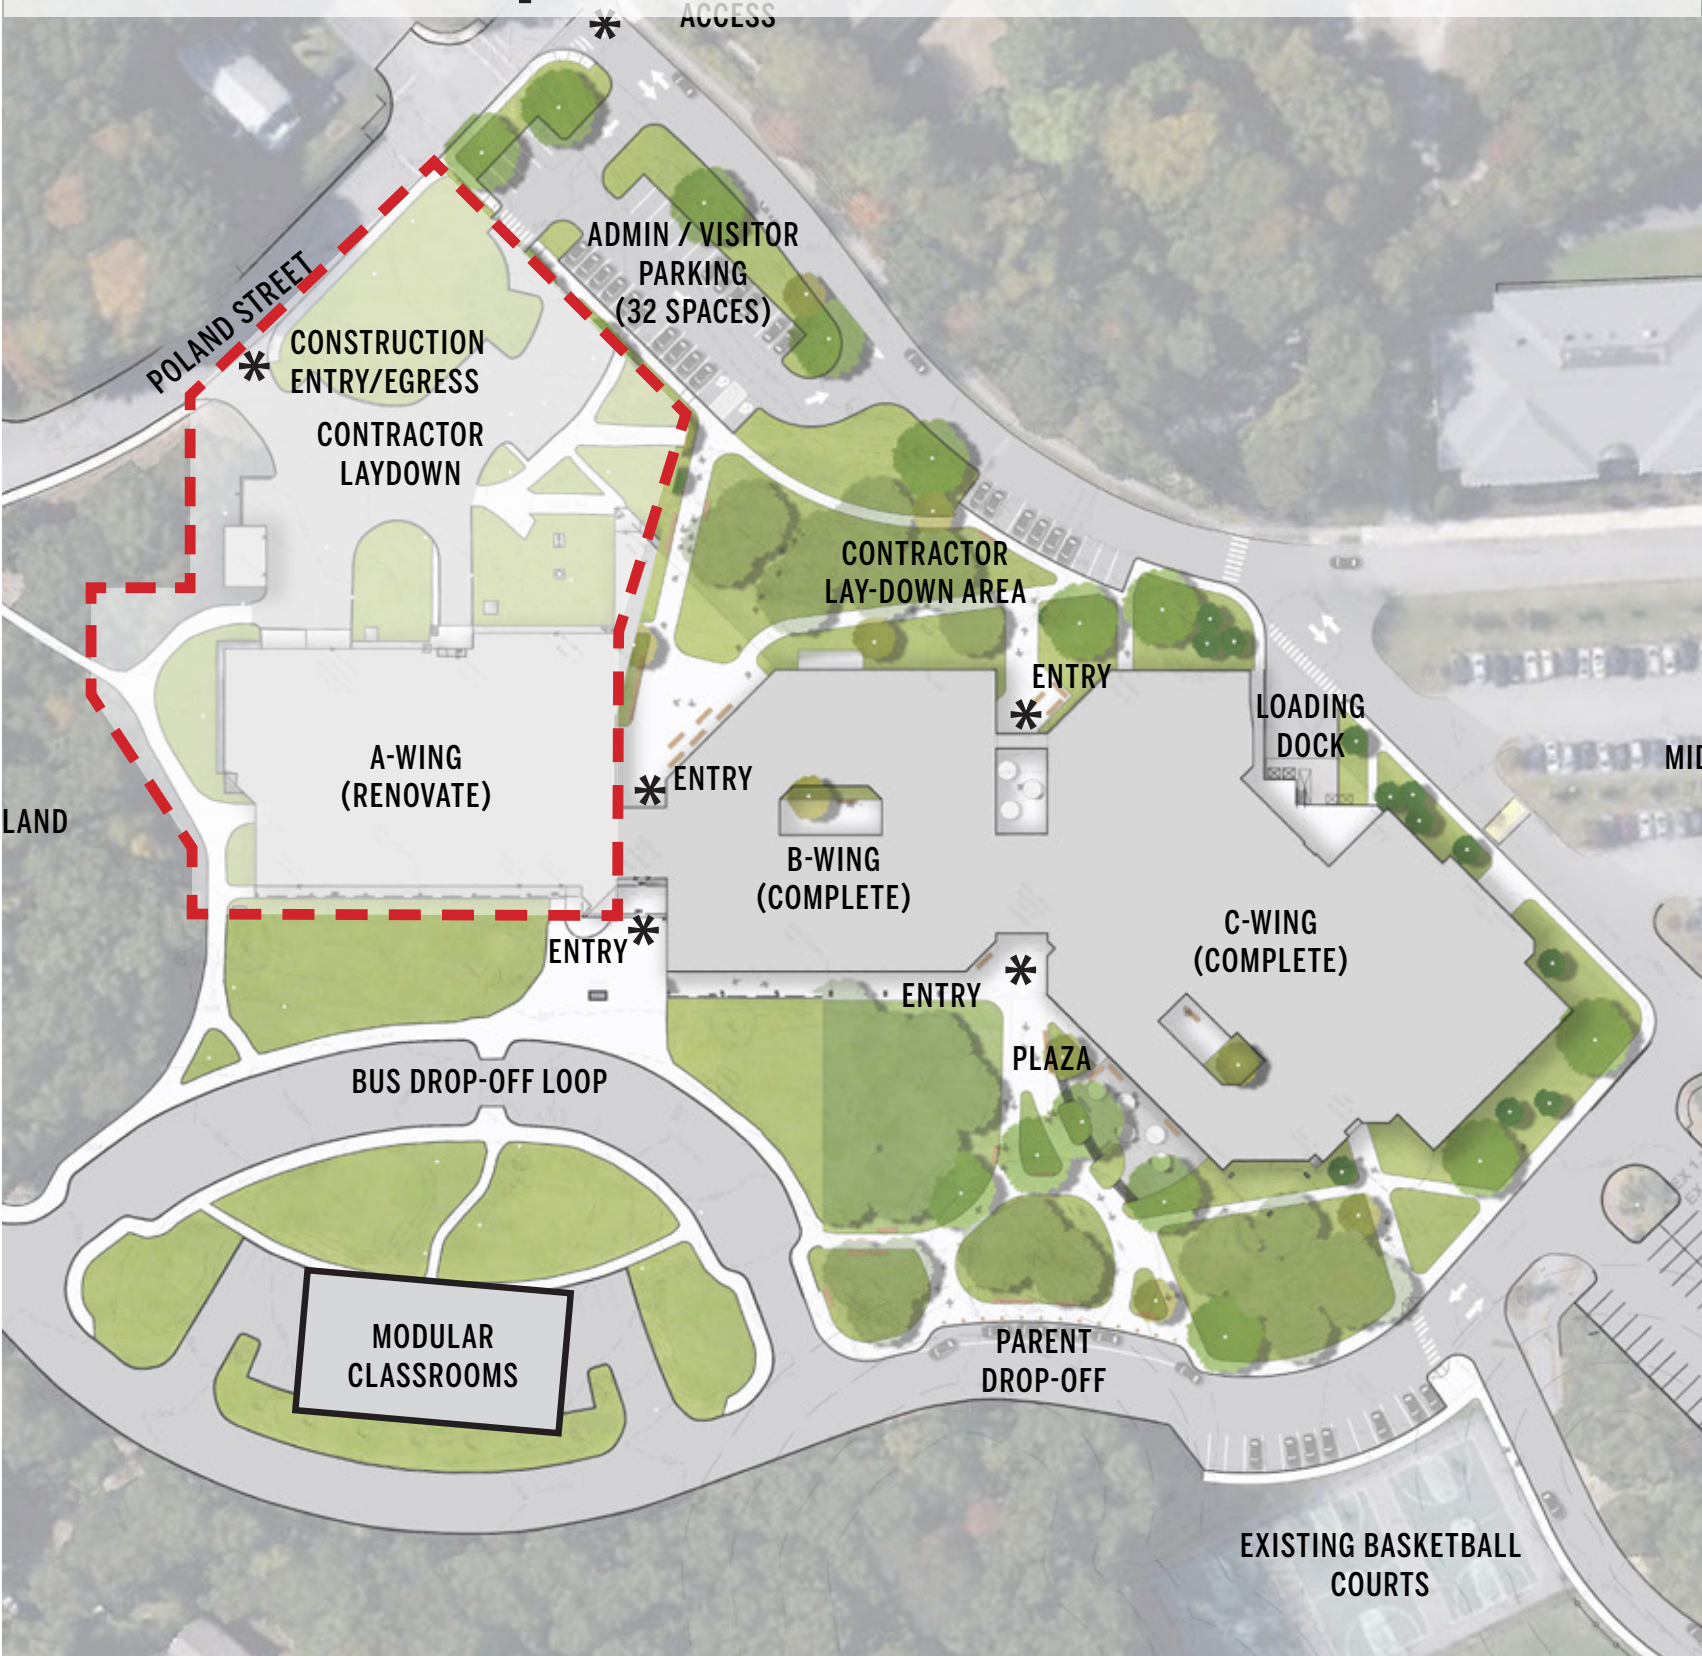 ACCESS
ADMIN / VISITOR
PARKING
(32 SPACES)
POLAND STREET
CONSTRUCTION
ENTRY/EGRESS
CONTRACTOR
LAYDOWN
CONTRACTOR
LAY-DOWN AREA
ENTRY
LOADING
DOCK
A-WING
(RENOVATE)
ENTRY
MID
LAND
B-WING
(COMPLETE)
C-WING
(COMPLETE)
ENTRY
ENTRY
PLAZA
BUS DROP-OFF LOOP
MODULAR
CLASSROOMS
PARENT
DROP-OFF
EXISTING BASKETBALL
COURTS